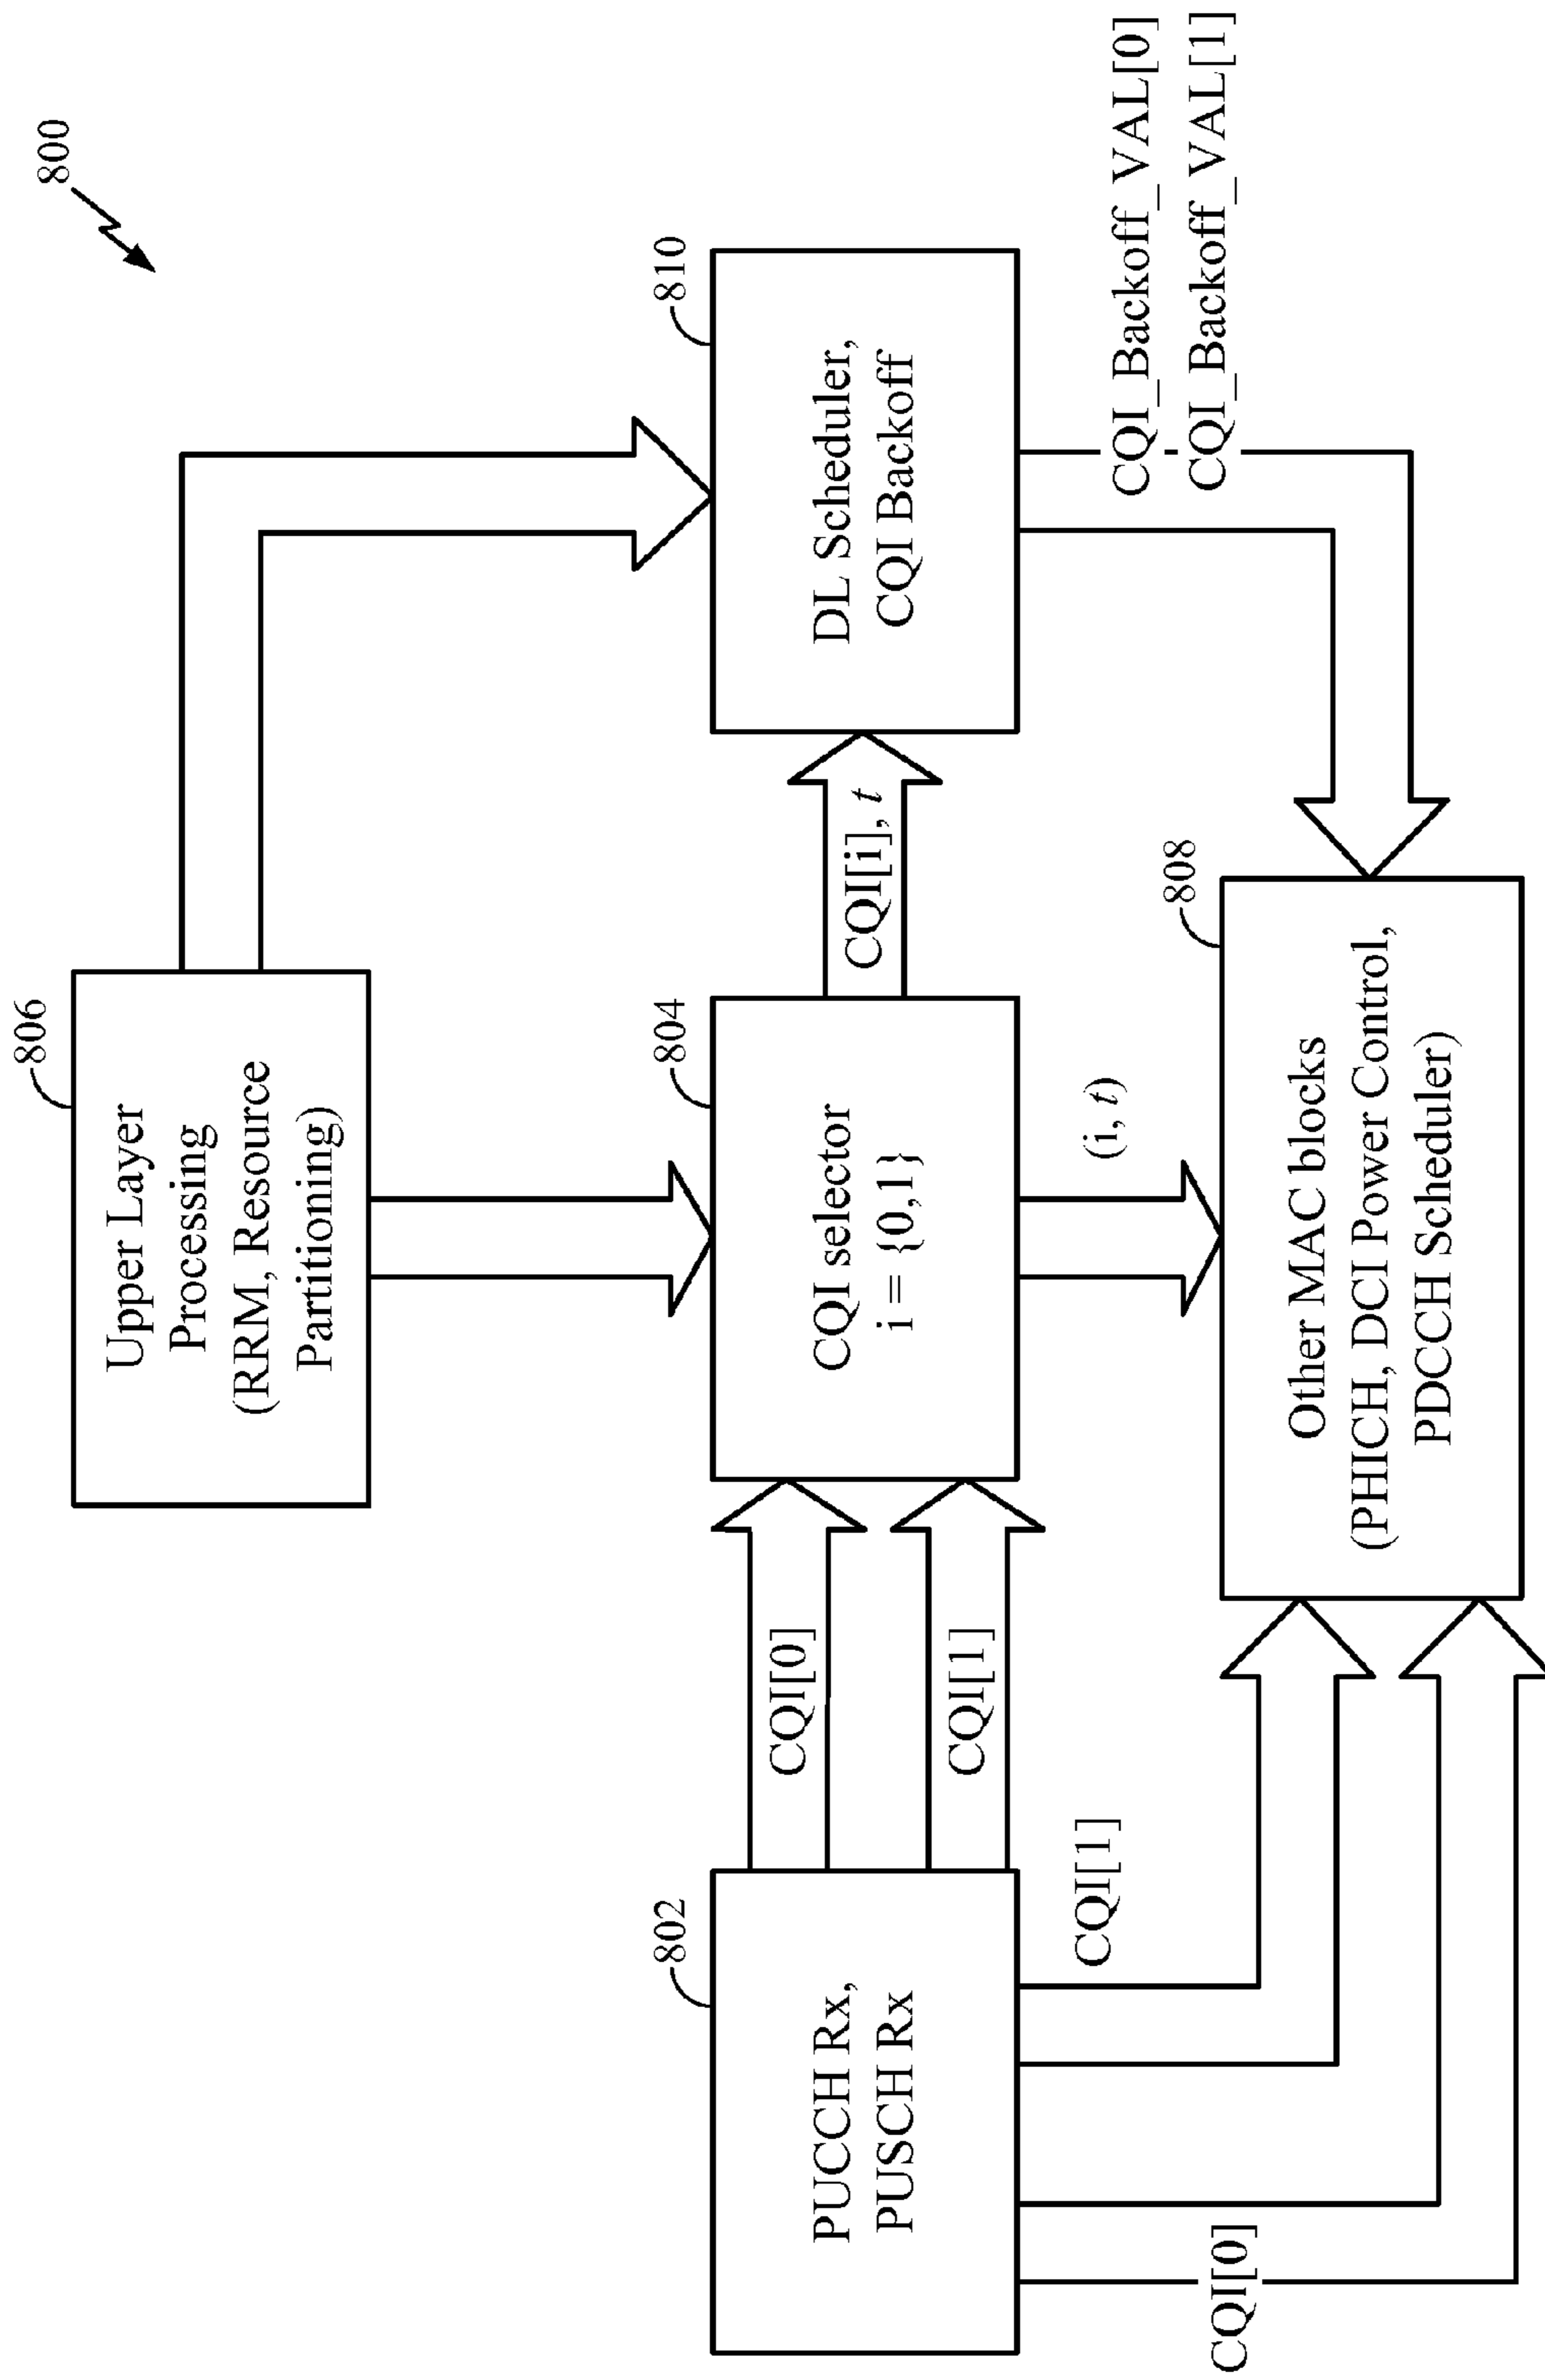 800
806
Upper Layer
Processing
(RRM, Resource
Partitioning)
802
PUCCH Rx,
PUSCH Rx
CQI[0]
CQI[1]
804
CQI selector
i = {0,1}
CQI[i], t
810
DL Scheduler,
CQI Backoff
CQI[1]
CQI[0]
(i, t)
CQI_Backoff_VAL[0]
CQI_Backoff_VAL[1]
808
Other MAC blocks
(PHICH, DCI Power Control,
PDCCH Scheduler)